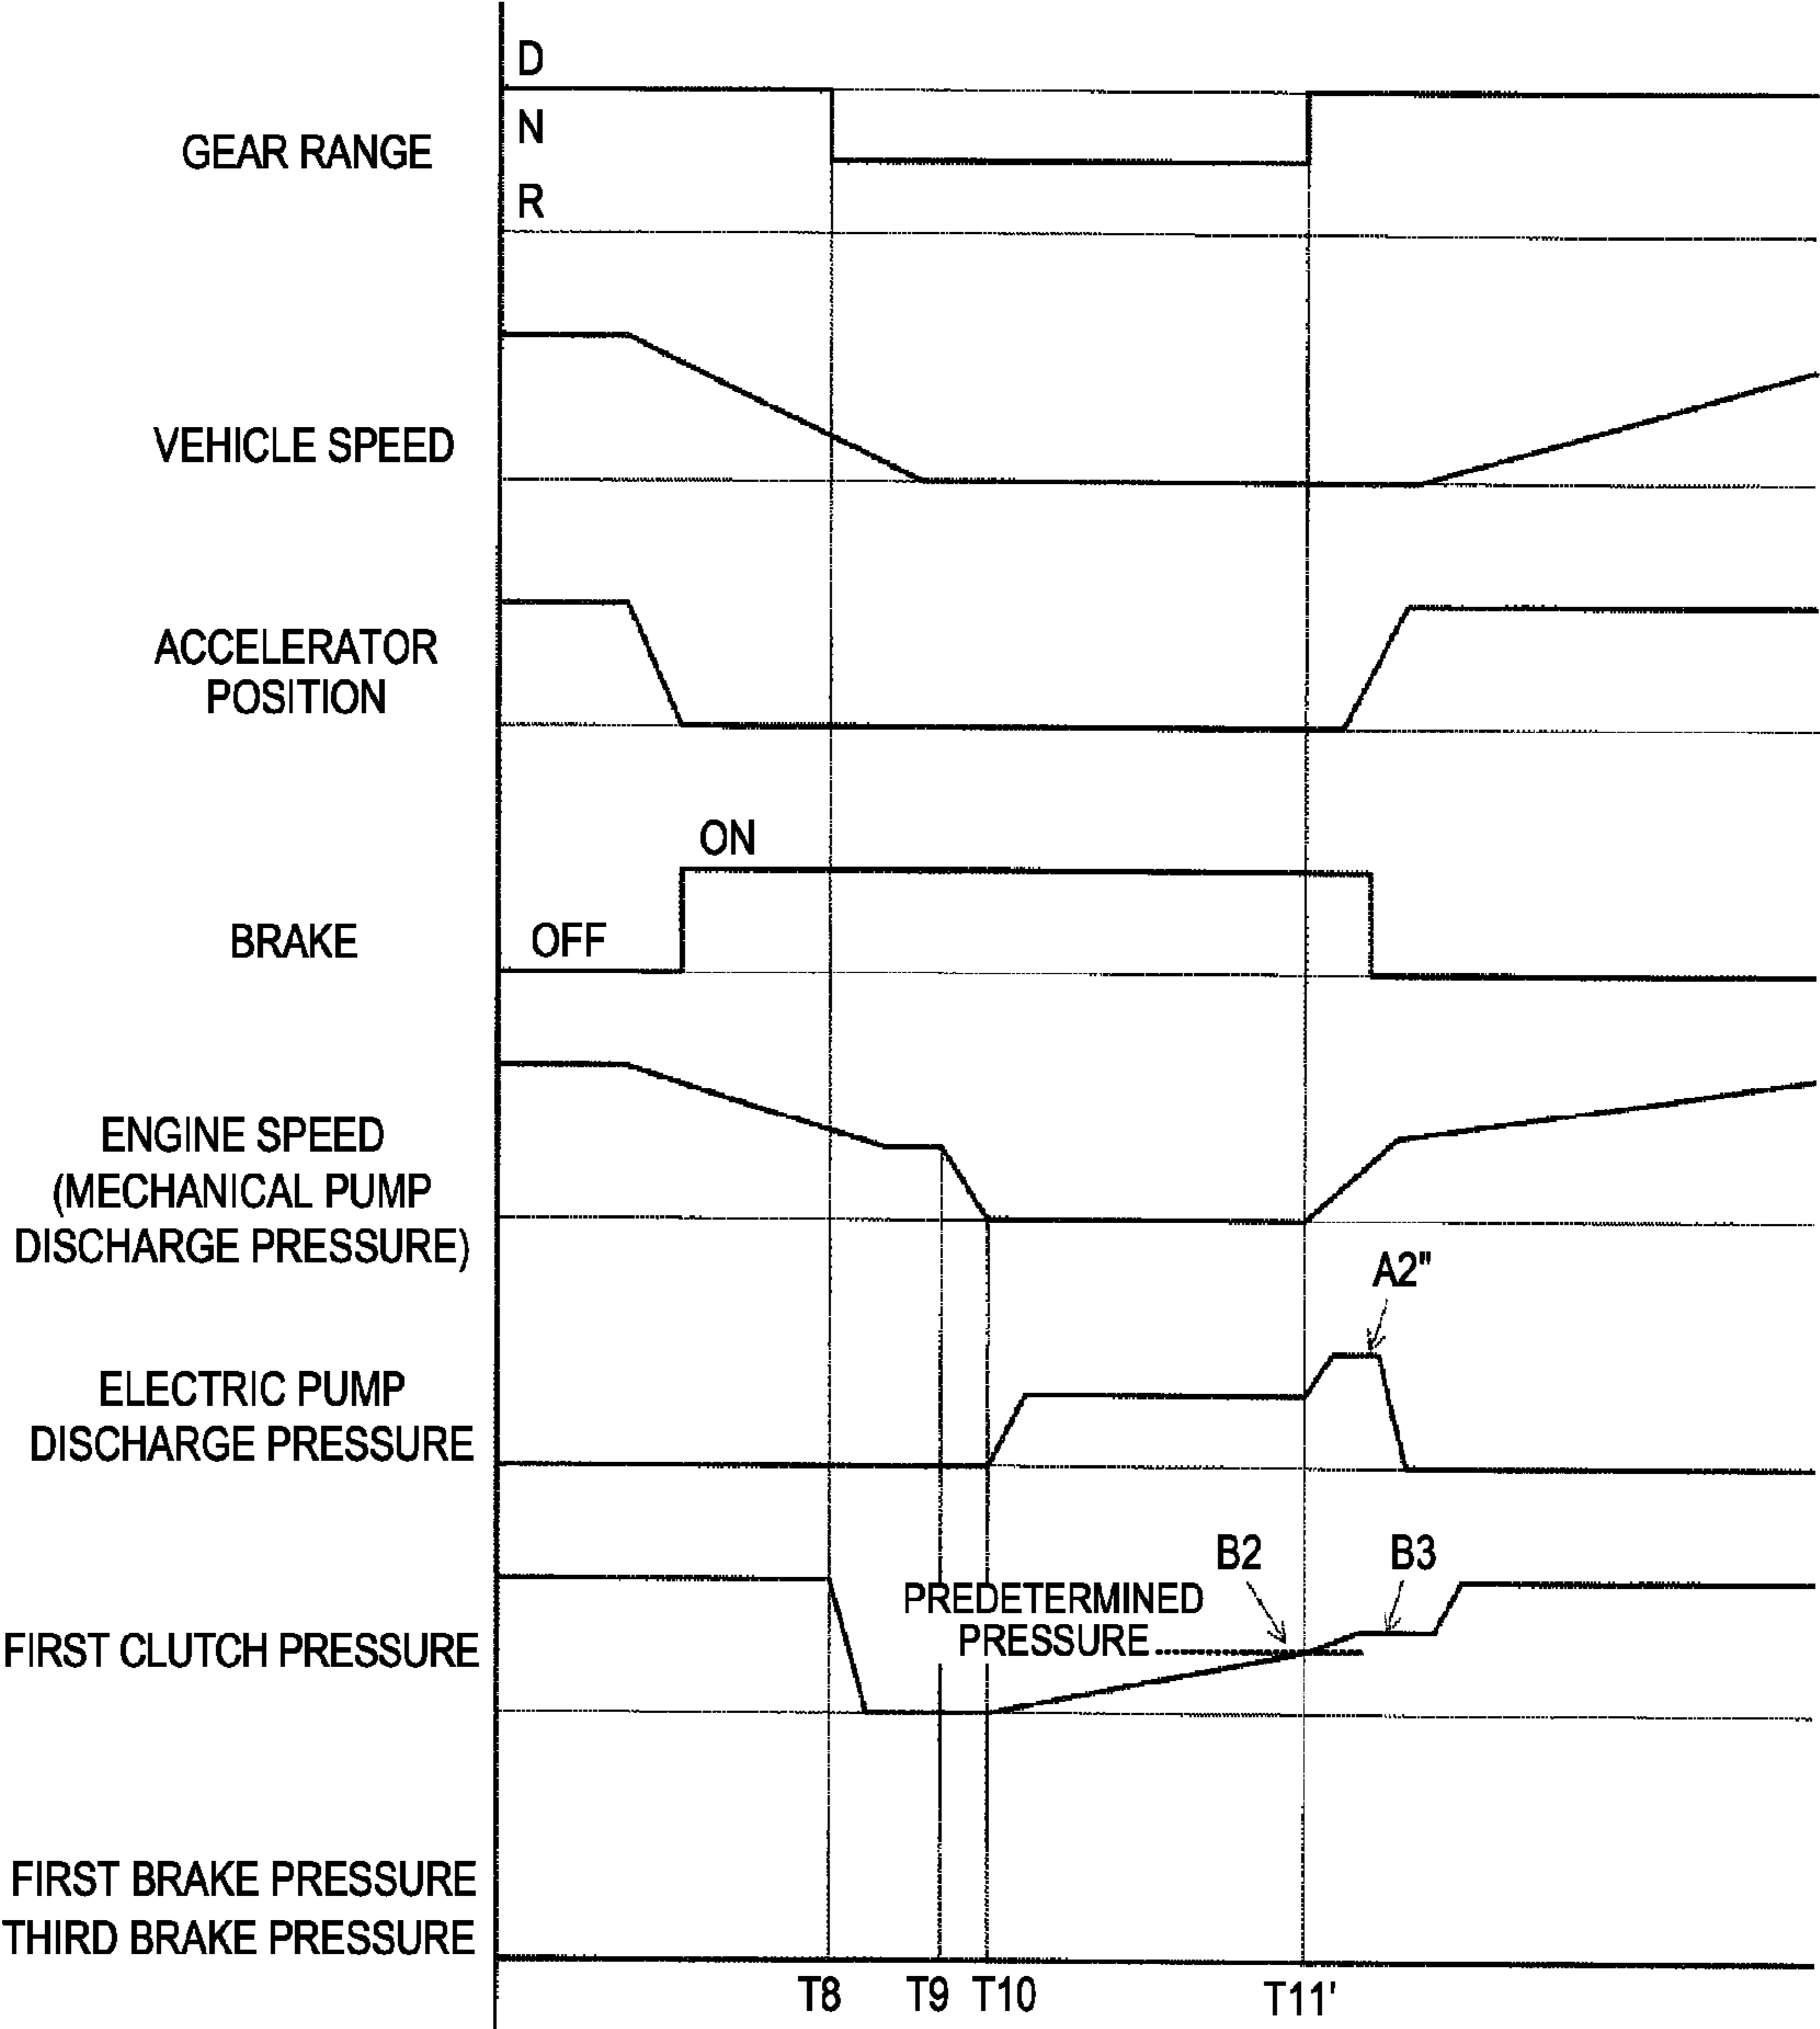 D
GEAR RANGE
N
R
VEHICLE SPEED
ACCELERATOR
POSITION
ON
BRAKE
OFF
ENGINE SPEED
(MECHANICAL PUMP
DISCHARGE PRESSURE)
A2"
ELECTRIC PUMP
DISCHARGE PRESSURE
B2
B3
PREDETERMINED
PRESSURE
FIRST CLUTCH PRESSURE
FIRST BRAKE PRESSURE
THIRD BRAKE PRESSURE
T8 T9 T10 T11'